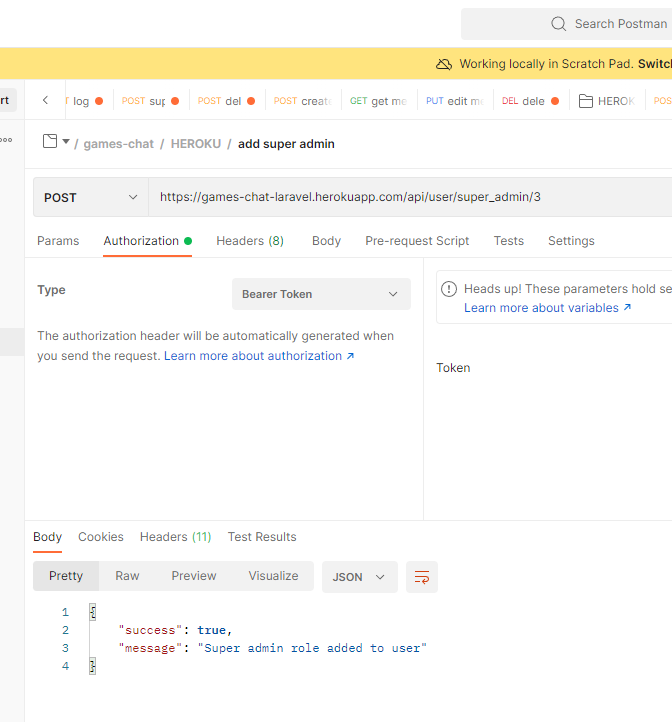 Search Postman
Working locally in Scratch Pad. Switch
rt
log
POST sup
POST del
POST create
GET get me
PUT edit m
DEL dele
HEROK
POS
/ games-chat / HEROKU / add super admin
POST
https://games-chat-laravel.herokuapp.com/api/user/super_admin/3
Params Authorization Headers (8) Body Pre-request Script Tests Settings
Type
Bearer Token
Heads up! These parameters hold se
Learn more about variables ↗
The authorization header will be automatically generated when
you send the request. Learn more about authorization ↗
Token
Body Cookies Headers (11) Test Results
Pretty Raw Preview Visualize JSON
1 {
2 "success": true,
3 "message": "Super admin role added to user"
4 }